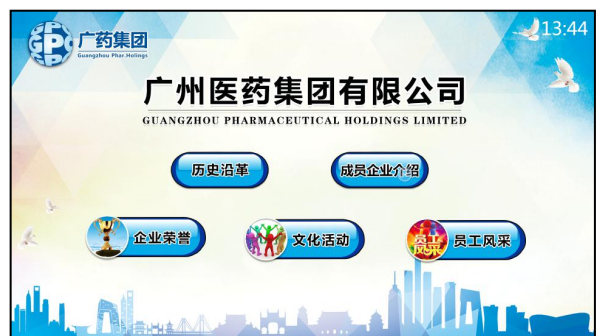 13:44
GPC
广药集团
Guangzhou Phar.Holings
广州医药集团有限公司
GUANGZHOU PHARMACEUTICAL HOLDINGS LIMITED
历史沿革
成员企业介绍
企业荣誉
文化活动
员工风采
员工风采